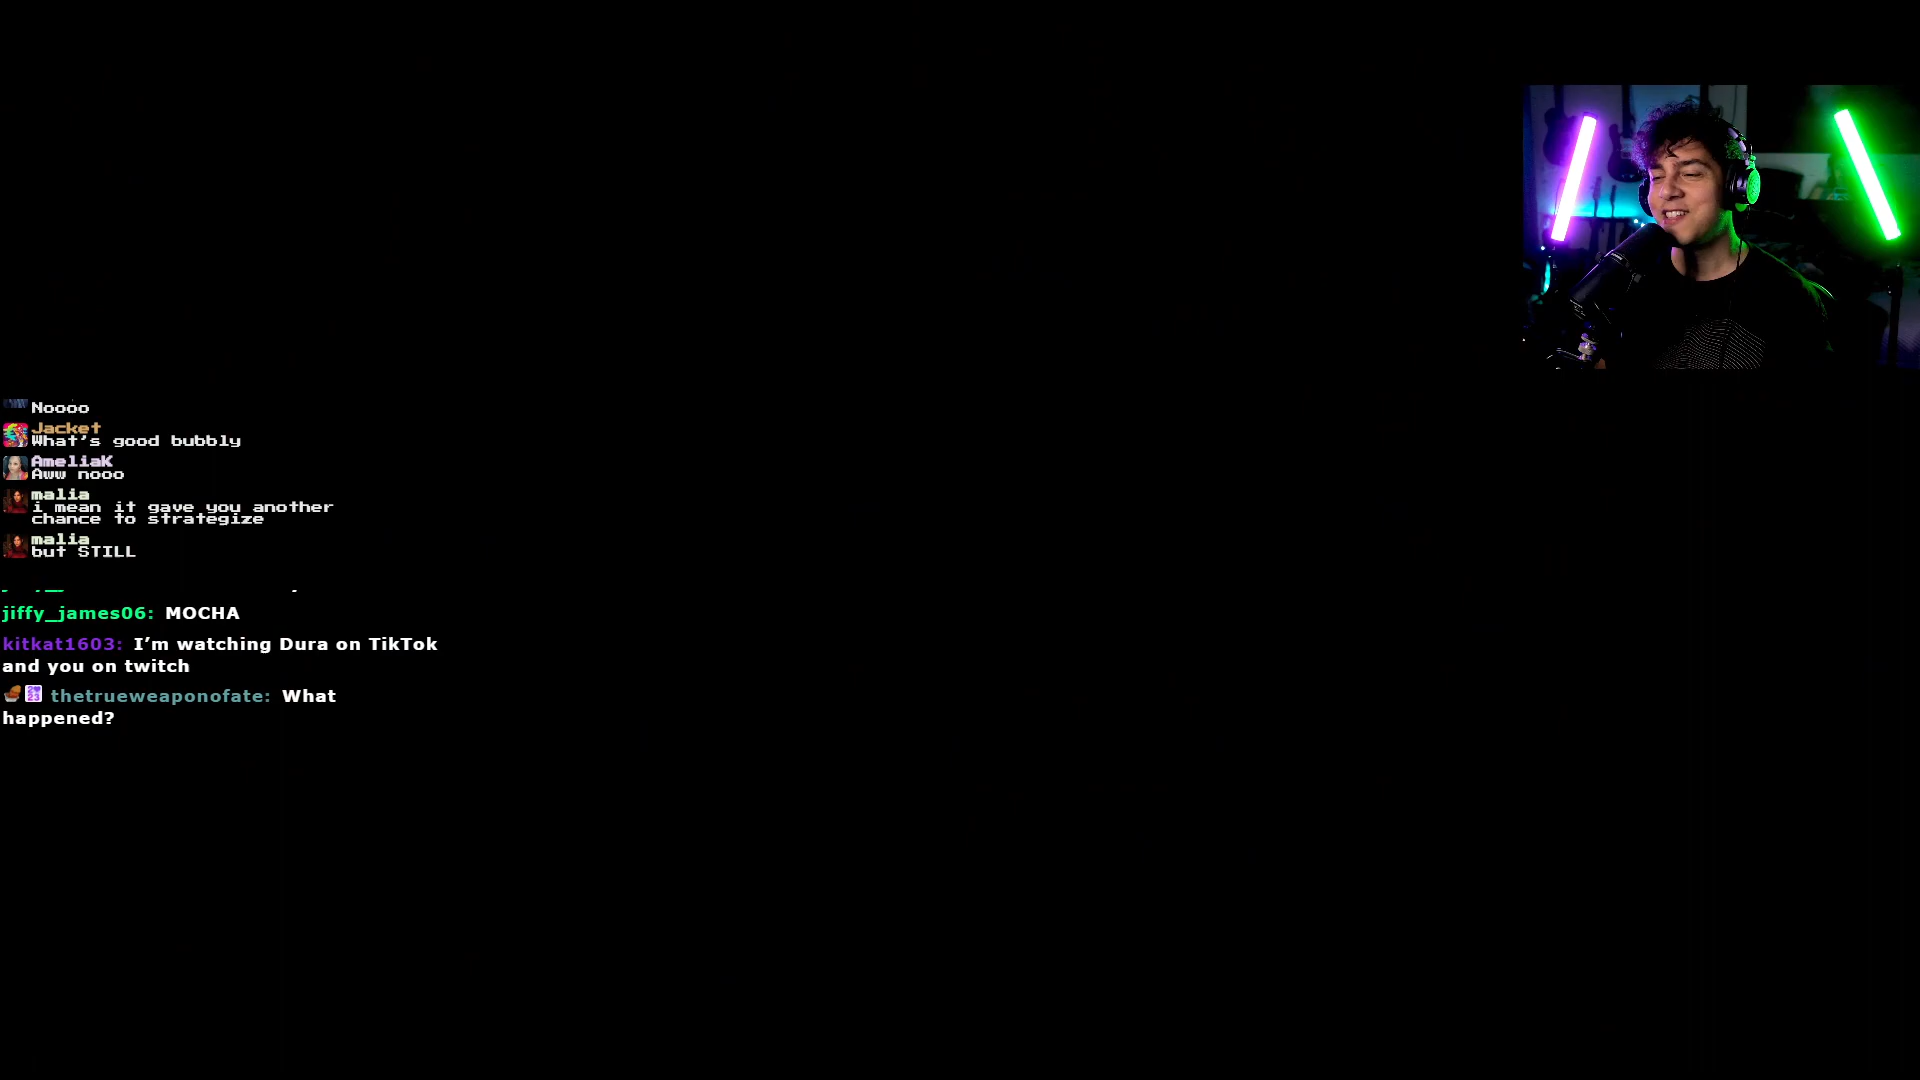 Noooo
Jacket
What's good bubbly
AmeliaK
Aww nooo
malia
i mean it gave you another
chance to strategize
malia
but STILL
jiffy_james06: MOCHA
kitkat1603: I’m watching Dura on TikTok
and you on twitch
thetrueweaponofate: What
happened?